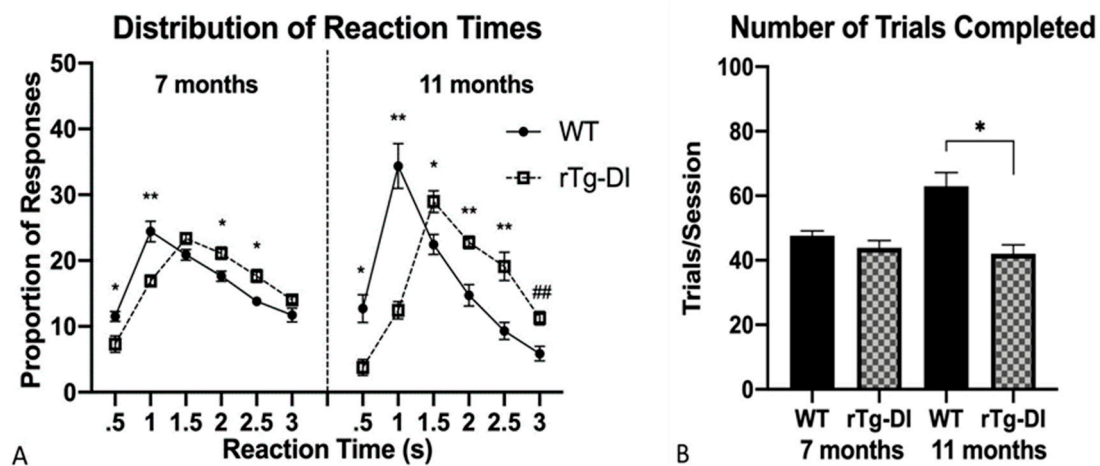 Distribution of Reaction Times
Proportion of Responses
50
40
30
20
10
0
7 months
11 months
WT
rTg-DI
*
**
*
*
*
**
*
**
**
##
.5 1 1.5 2 2.5 3 .5 1 1.5 2 2.5 3
Reaction Time (s)
A
Number of Trials Completed
Trials/Session
100
80
60
40
20
0
*
WT rTg-DI WT rTg-DI
7 months 11 months
B